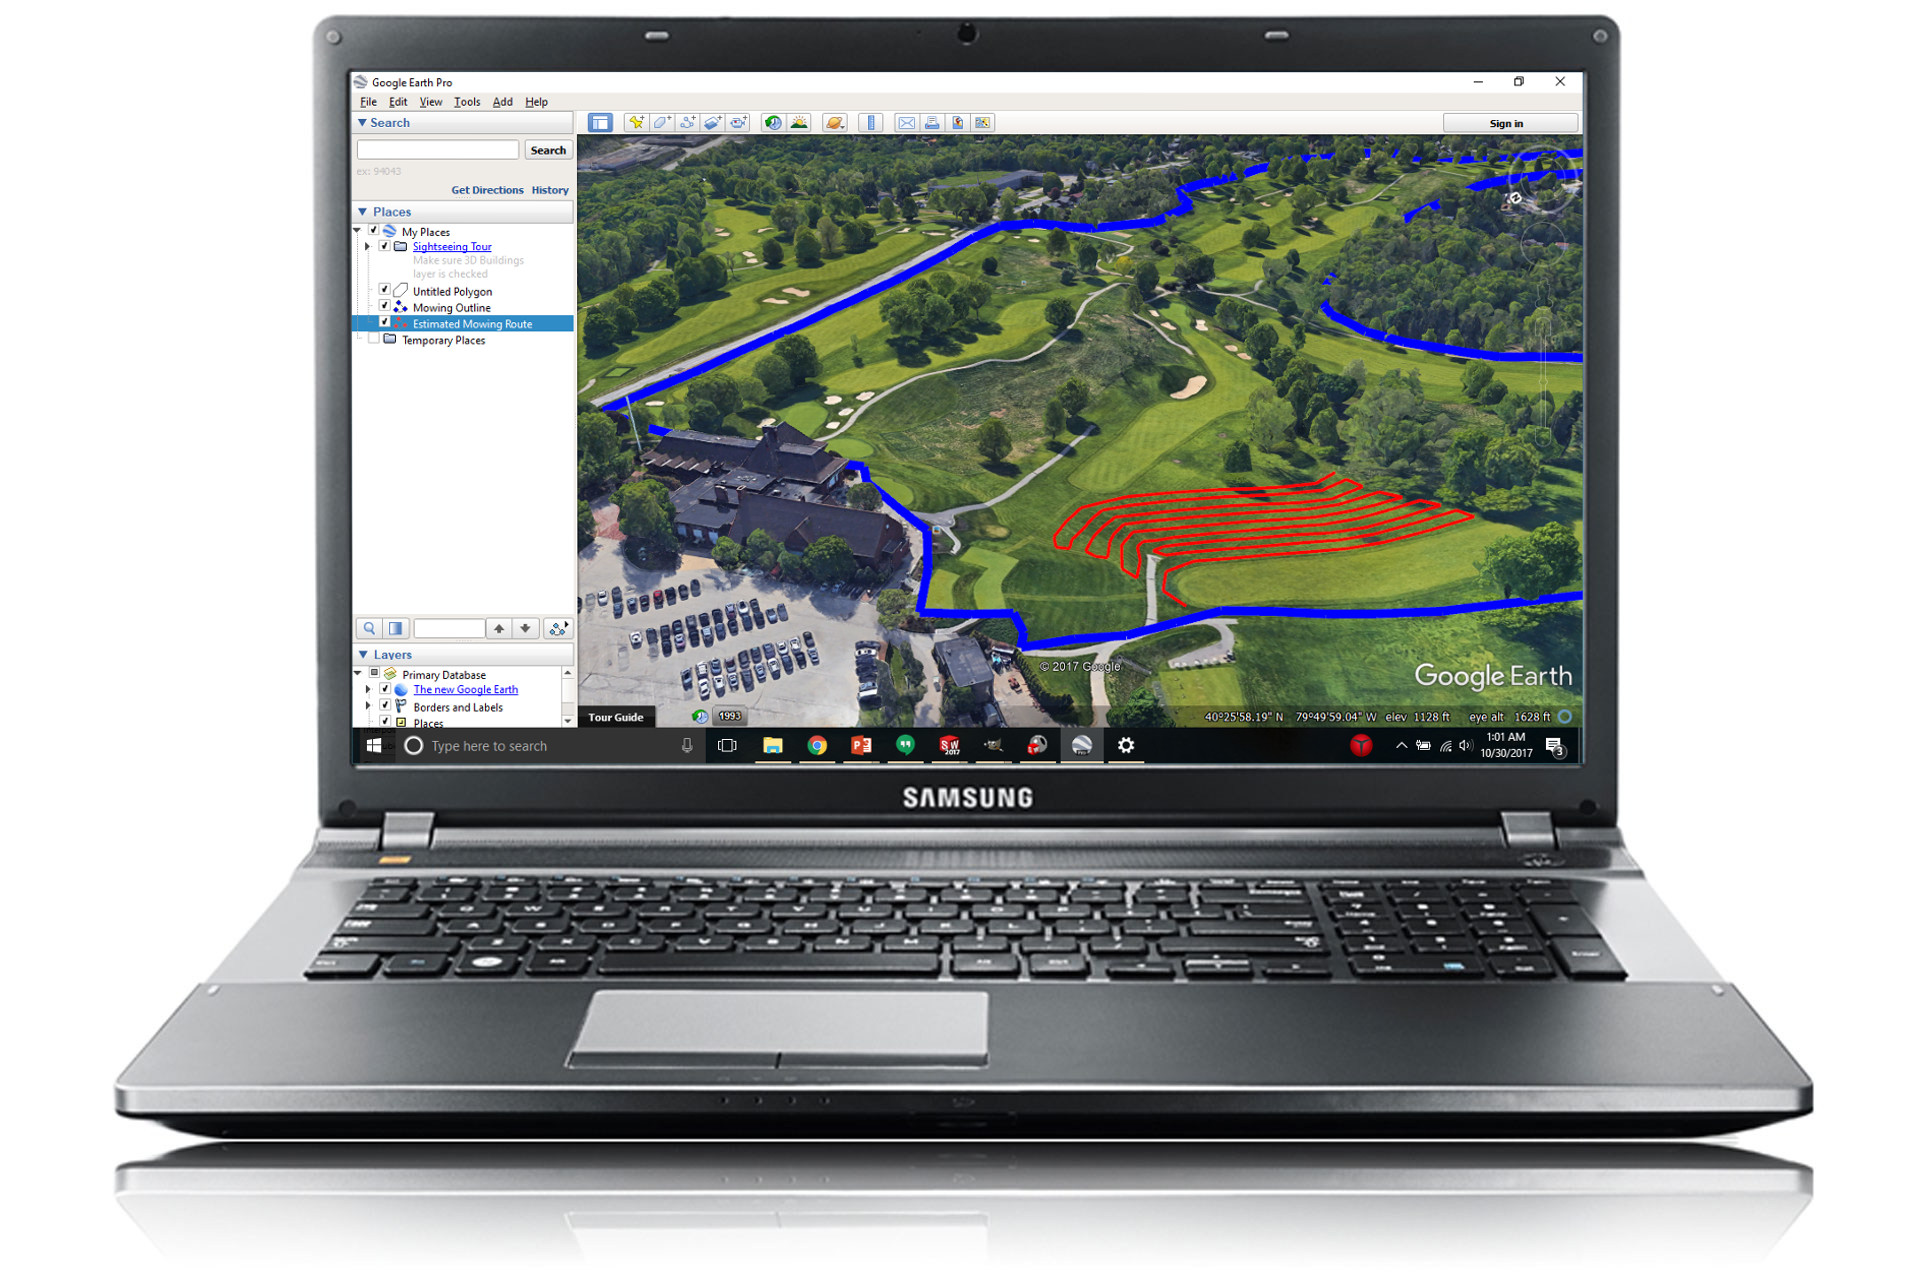 Google Earth Pro
File Edit View Tools Add Help
Search
Sign in
Search
ex: 94043
Get Directions History
Places
My Places
Sightseeing Tour
Make sure 3D Buildings
layer is checked
Untitled Polygon
Mowing Outline
Estimated Mowing Route
Temporary Places
Layers
Primary Database
The new Google Earth
Borders and Labels
Places
© 2017 Google
Google Earth
Tour Guide
1993
40°25'58.19" N 79°49'59.04" W elev 1128 ft eye alt 1628 ft
Type here to search
SW
2017
1:01 AM
10/30/2017
3
SAMSUNG